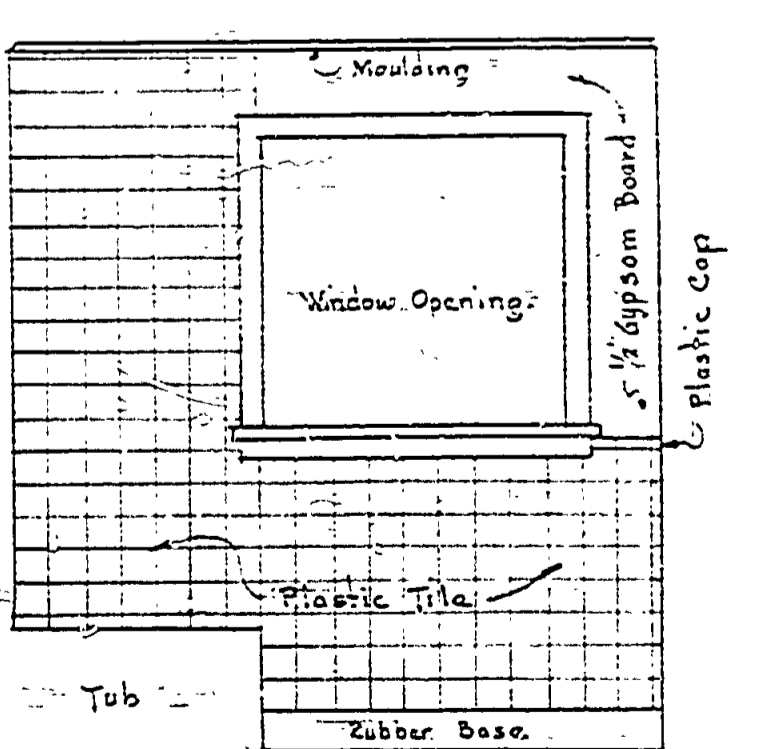 Moulding
1/2" Gypsom Board
Plastic Cap
Window Opening
Plastic Tile
Tub
Rubber Base